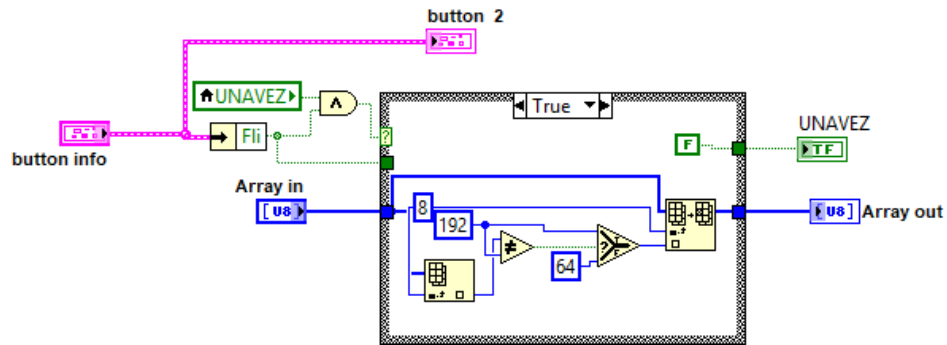 button 2
UNAVEZ
True
UNAVEZ
Fli
F
TF
button info
?
Array in
[U8]
8
192
?
F
64
U8]
Array out